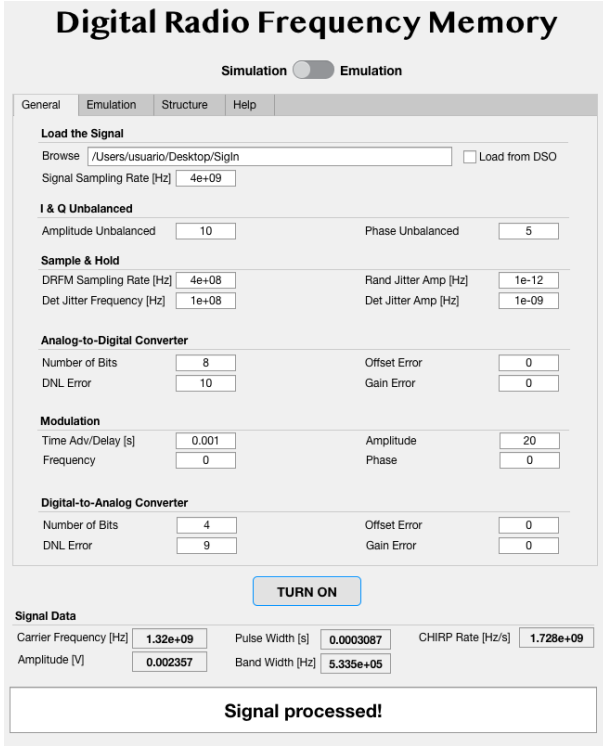 Digital Radio Frequency Memory
Simulation Emulation
General Emulation Structure Help
Load the Signal
Browse /Users/usuario/Desktop/SigIn Load from DSO
Signal Sampling Rate [Hz] 4e+09
I & Q Unbalanced
Amplitude Unbalanced 10 Phase Unbalanced 5
Sample & Hold
DRFM Sampling Rate [Hz] 4e+08 Rand Jitter Amp [Hz] 1e-12
Det Jitter Frequency [Hz] 1e+08 Det Jitter Amp [Hz] 1e-09
Analog-to-Digital Converter
Number of Bits 8 Offset Error 0
DNL Error 10 Gain Error 0
Modulation
Time Adv/Delay [s] 0.001 Amplitude 20
Frequency 0 Phase 0
Digital-to-Analog Converter
Number of Bits 4 Offset Error 0
DNL Error 9 Gain Error 0
TURN ON
Signal Data
Carrier Frequency [Hz] 1.32e+09 Pulse Width [s] 0.0003087 CHIRP Rate [Hz/s] 1.728e+09
Amplitude [V] 0.002357 Band Width [Hz] 5.335e+05
Signal processed!